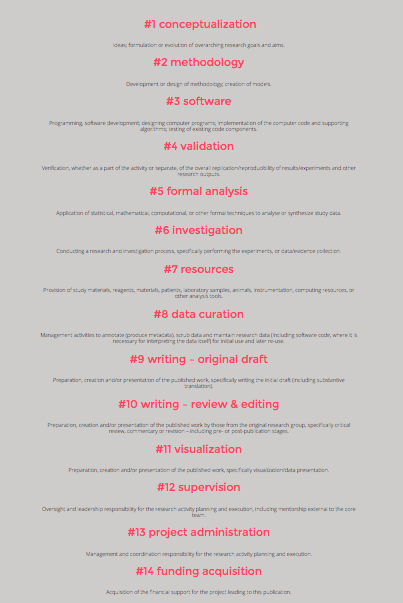 #1 conceptualization
Ideas; formulation or evolution of overarching research goals and aims.
#2 methodology
Development or design of methodology; creation of models.
#3 software
Programming, software development; designing computer programs; implementation of the computer code and supporting
algorithms; testing of existing code components.
#4 validation
Verification, whether as a part of the activity or separate, of the overall replication/reproducibility of results/experiments and other
research outputs.
#5 formal analysis
Application of statistical, mathematical, computational, or other formal techniques to analyse or synthesize study data.
#6 investigation
Conducting a research and investigation process, specifically performing the experiments, or data/evidence collection.
#7 resources
Provision of study materials, reagents, materials, patients, laboratory samples, animals, instrumentation, computing resources, or
other analysis tools.
#8 data curation
Management activities to annotate (produce metadata), scrub data and maintain research data (including software code, where it is
necessary for interpreting the data itself) for initial use and later re-use.
#9 writing – original draft
Preparation, creation and/or presentation of the published work, specifically writing the initial draft (including substantive
translation).
#10 writing – review & editing
Preparation, creation and/or presentation of the published work by those from the original research group, specifically critical
review, commentary or revision – including pre- or post-publication stages.
#11 visualization
Preparation, creation and/or presentation of the published work, specifically visualization/data presentation.
#12 supervision
Oversight and leadership responsibility for the research activity planning and execution, including mentorship external to the core
team.
#13 project administration
Management and coordination responsibility for the research activity planning and execution.
#14 funding acquisition
Acquisition of the financial support for the project leading to this publication.